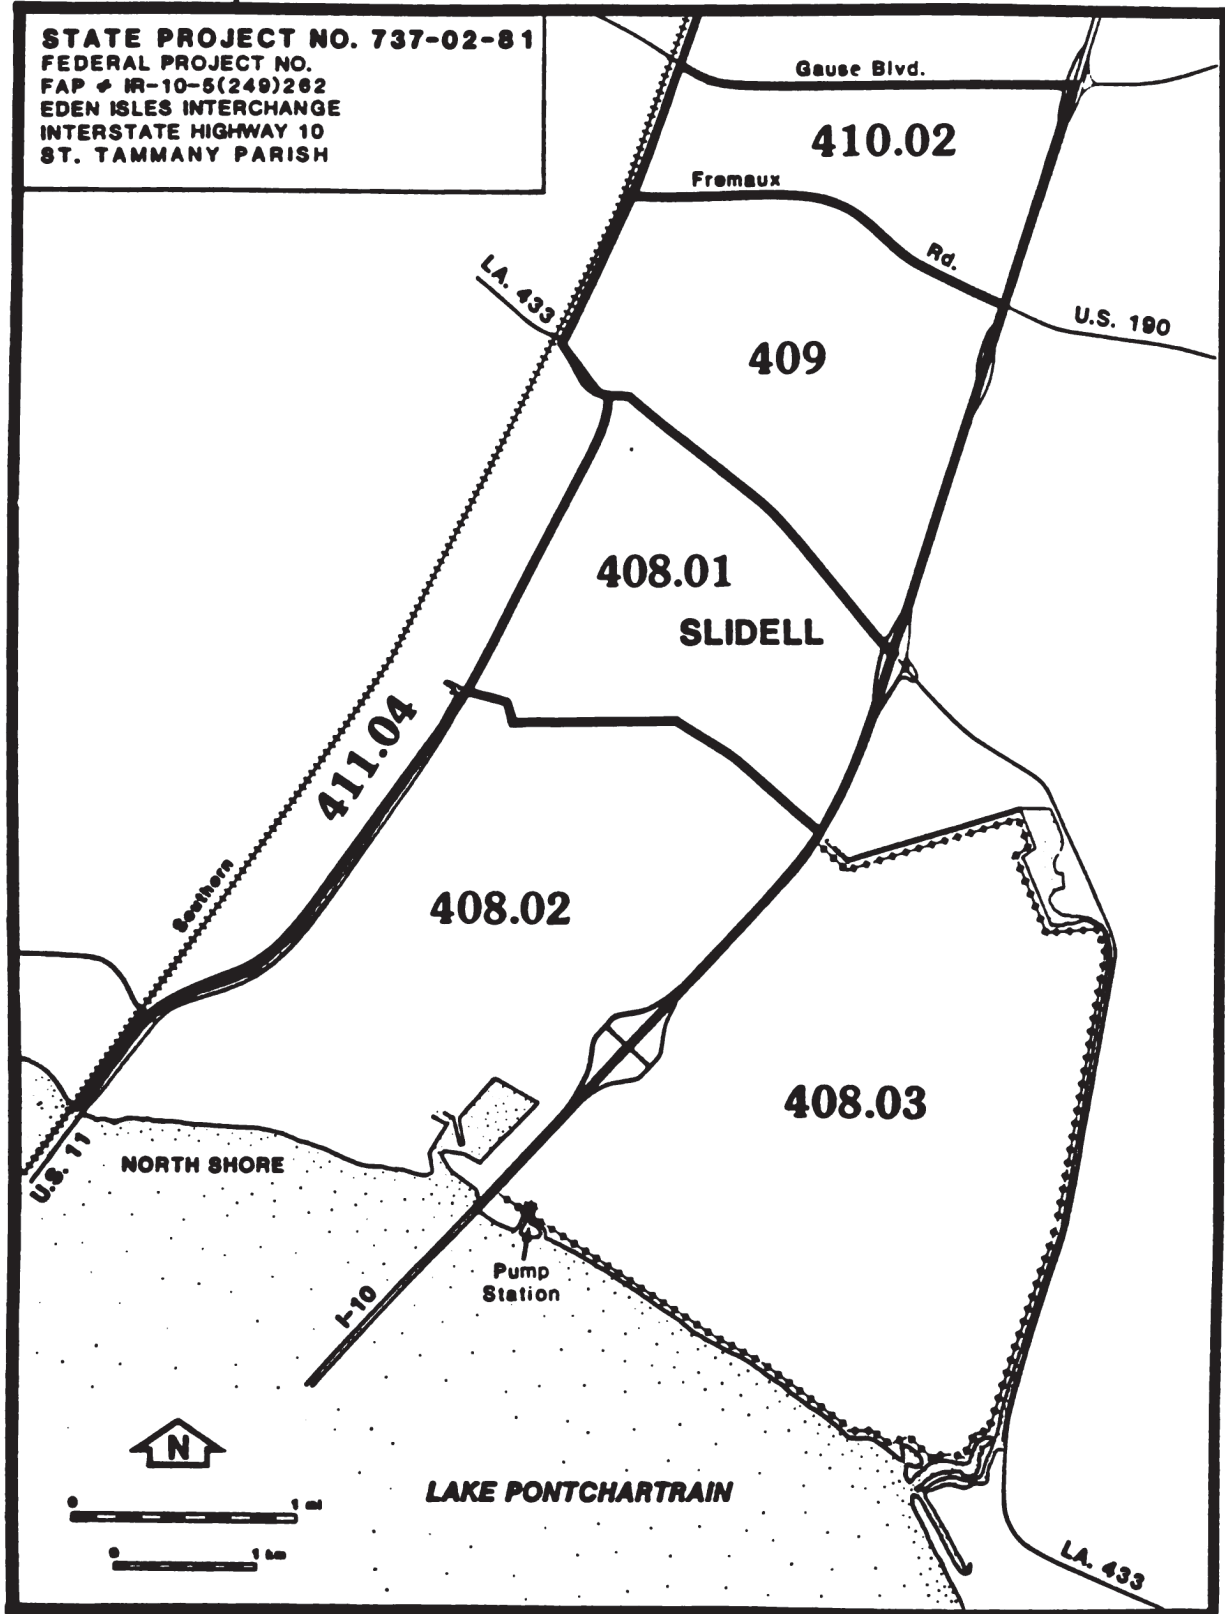 STATE PROJECT NO. 737-02-81
FEDERAL PROJECT NO.
FAP # IR-10-5(249)262
EDEN ISLES INTERCHANGE
INTERSTATE HIGHWAY 10
ST. TAMMANY PARISH
Gause Blvd.
410.02
Fremaux
Rd.
LA. 433
U.S. 190
409
408.01
SLIDELL
411.04
Southern
408.02
408.03
U.S. 11
NORTH SHORE
Pump
Station
I-10
N
LAKE PONTCHARTRAIN
0 1 mi
0 1 km
LA. 433